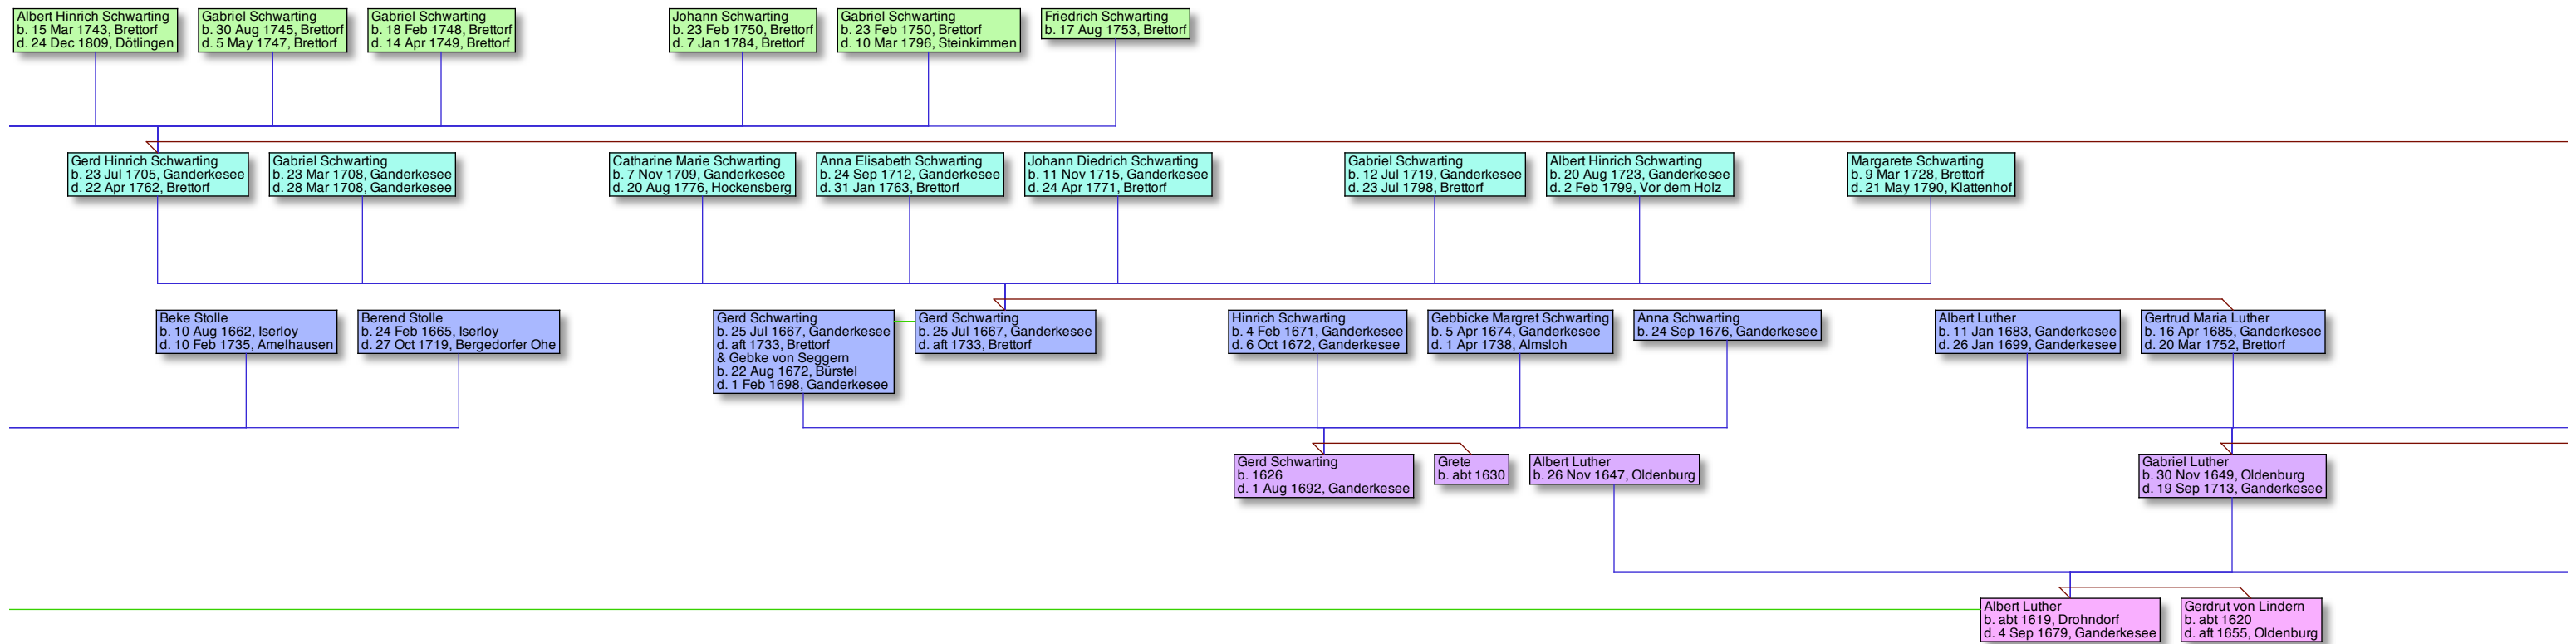 Albert Hinrich Schwarting
b. 15 Mar 1743, Brettorf
d. 24 Dec 1809, Dötlingen
Gabriel Schwarting
b. 30 Aug 1745, Brettorf
d. 5 May 1747, Brettorf
Gabriel Schwarting
b. 18 Feb 1748, Brettorf
d. 14 Apr 1749, Brettorf
Johann Schwarting
b. 23 Feb 1750, Brettorf
d. 7 Jan 1784, Brettorf
Gabriel Schwarting
b. 23 Feb 1750, Brettorf
d. 10 Mar 1796, Steinkimmen
Friedrich Schwarting
b. 17 Aug 1753, Brettorf
Gerd Hinrich Schwarting
b. 23 Jul 1705, Ganderkesee
d. 22 Apr 1762, Brettorf
Gabriel Schwarting
b. 23 Mar 1708, Ganderkesee
d. 28 Mar 1708, Ganderkesee
Catharine Marie Schwarting
b. 7 Nov 1709, Ganderkesee
d. 20 Aug 1776, Hockensberg
Anna Elisabeth Schwarting
b. 24 Sep 1712, Ganderkesee
d. 31 Jan 1763, Brettorf
Johann Diedrich Schwarting
b. 11 Nov 1715, Ganderkesee
d. 24 Apr 1771, Brettorf
Gabriel Schwarting
b. 12 Jul 1719, Ganderkesee
d. 23 Jul 1798, Brettorf
Albert Hinrich Schwarting
b. 20 Aug 1723, Ganderkesee
d. 2 Feb 1799, Vor dem Holz
Margarete Schwarting
b. 9 Mar 1728, Brettorf
d. 21 May 1790, Klattenhof
Beke Stolle
b. 10 Aug 1662, Iserloy
d. 10 Feb 1735, Amelhausen
Berend Stolle
b. 24 Feb 1665, Iserloy
d. 27 Oct 1719, Bergedorfer Ohe
Gerd Schwarting
b. 25 Jul 1667, Ganderkesee
d. aft 1733, Brettorf
& Gebke von Seggern
b. 22 Aug 1672, Bürstel
d. 1 Feb 1698, Ganderkesee
Gerd Schwarting
b. 25 Jul 1667, Ganderkesee
d. aft 1733, Brettorf
Hinrich Schwarting
b. 4 Feb 1671, Ganderkesee
d. 6 Oct 1672, Ganderkesee
Gebbicke Margret Schwarting
b. 5 Apr 1674, Ganderkesee
d. 1 Apr 1738, Almsloh
Anna Schwarting
b. 24 Sep 1676, Ganderkesee
Albert Luther
b. 11 Jan 1683, Ganderkesee
d. 26 Jan 1699, Ganderkesee
Gertrud Maria Luther
b. 16 Apr 1685, Ganderkesee
d. 20 Mar 1752, Brettorf
Gerd Schwarting
b. 1626
d. 1 Aug 1692, Ganderkesee
Grete
b. abt 1630
Albert Luther
b. 26 Nov 1647, Oldenburg
Gabriel Luther
b. 30 Nov 1649, Oldenburg
d. 19 Sep 1713, Ganderkesee
Albert Luther
b. abt 1619, Drohndorf
d. 4 Sep 1679, Ganderkesee
Gerdrut von Lindern
b. abt 1620
d. aft 1655, Oldenburg